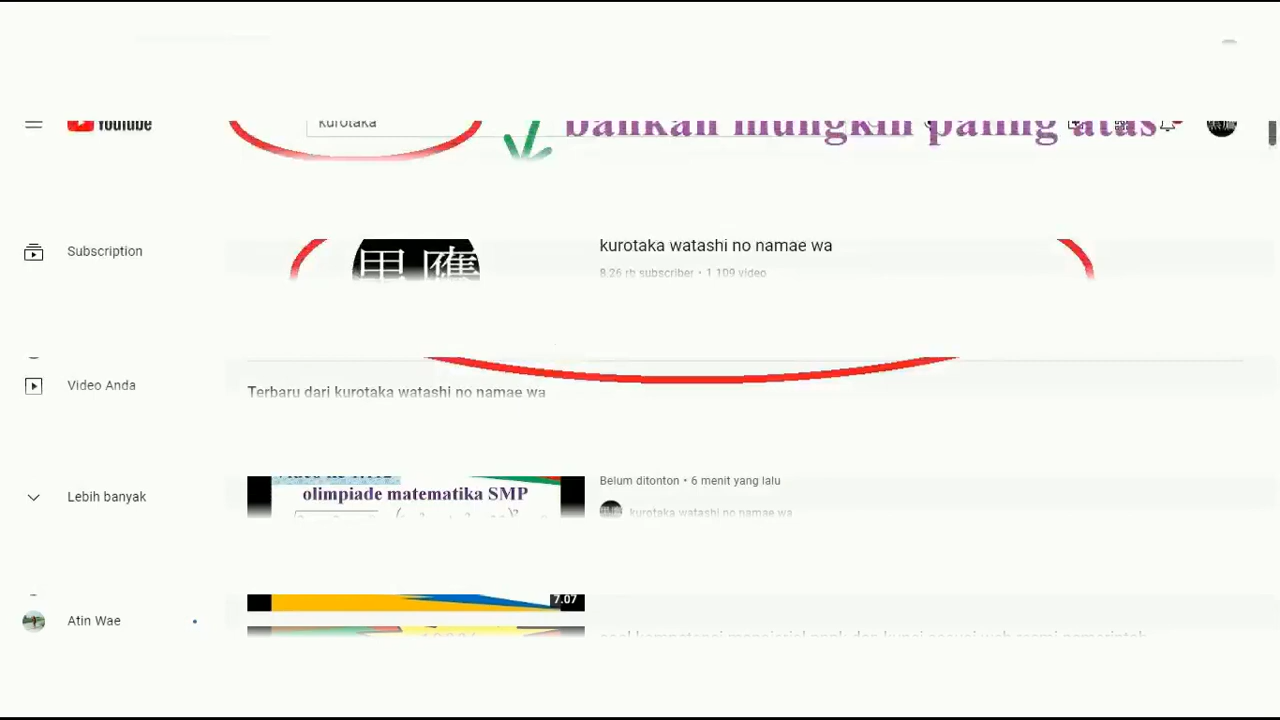 YouTube
kurotaka
bahkan mungkin paling atas
Subscription
黒鷹
kurotaka watashi no namae wa
8.26 rb subscriber • 1.109 video
Video Anda
Terbaru dari kurotaka watashi no namae wa
Lebih banyak
olimpiade matematika SMP
Belum ditonton • 6 menit yang lalu
kurotaka watashi no namae wa
7.07
Atin Wae